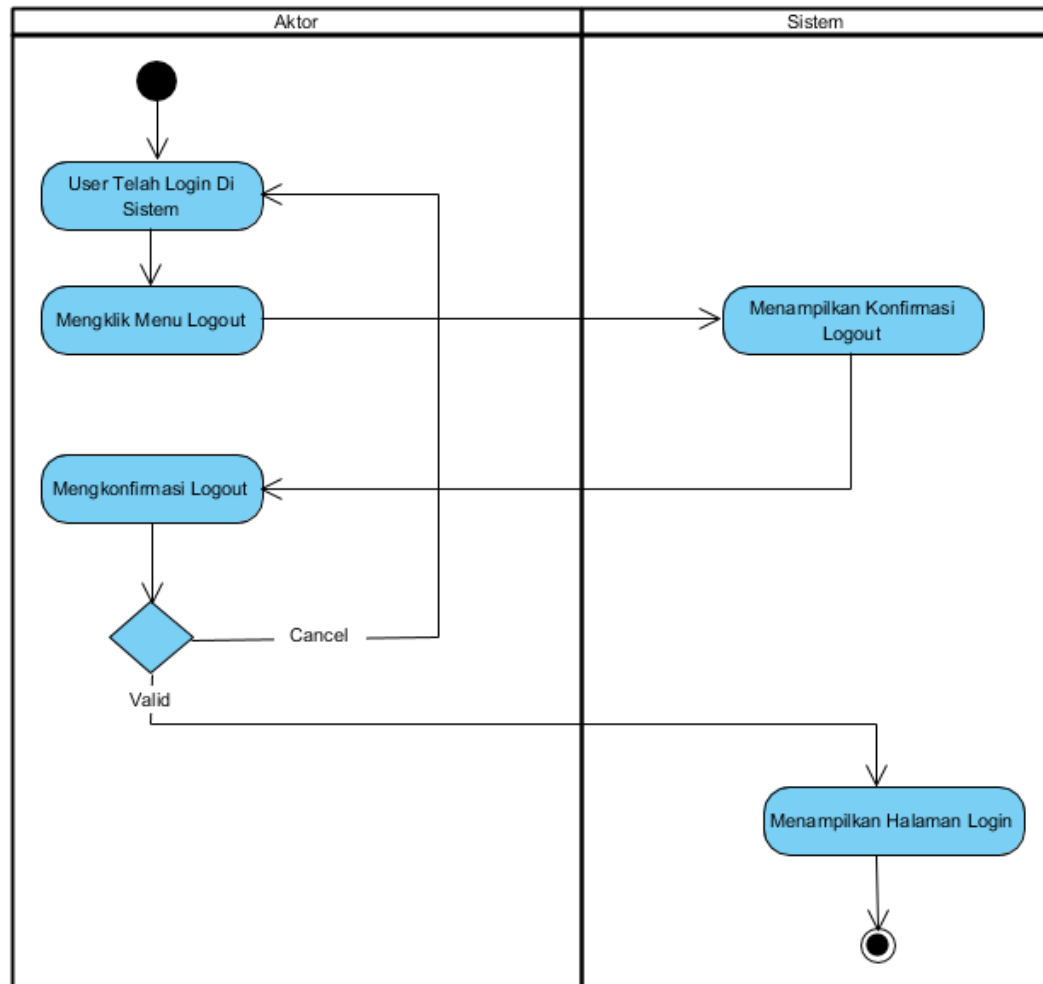 Aktor
Sistem
User Telah Login Di
Sistem
Mengklik Menu Logout
Menampilkan Konfirmasi
Logout
Mengkonfirmasi Logout
Cancel
Valid
Menampilkan Halaman Login